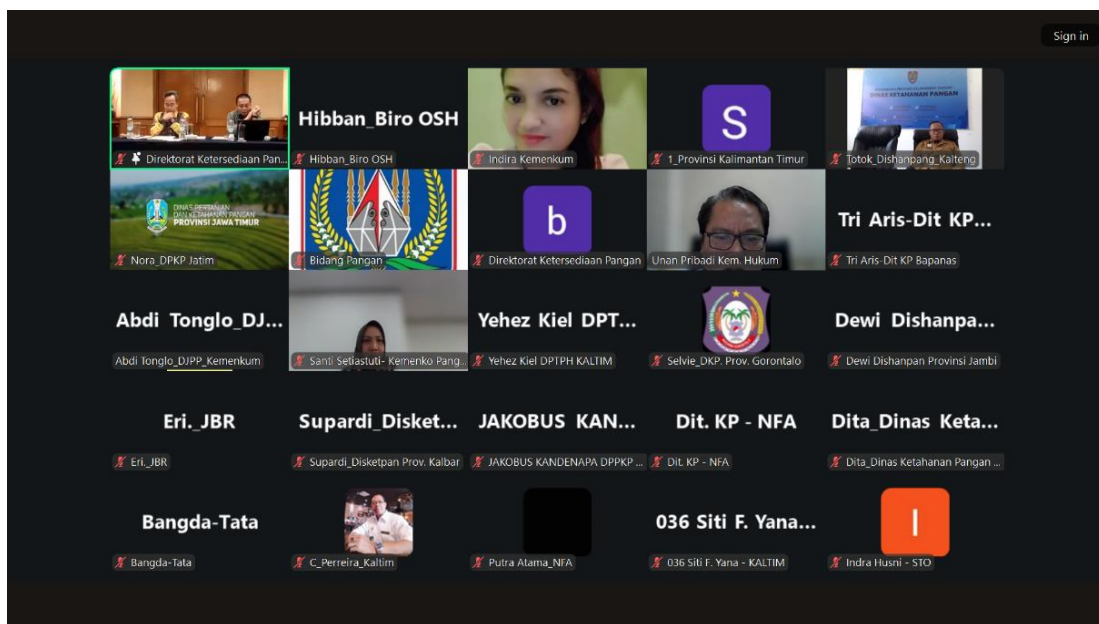 Sign in
Direktorat Ketersediaan Pan...
Hibban_Biro OSH
Hibban_Biro OSH
Indira Kemenkum
S
1_Provinsi Kalimantan Timur
DINAS KETAHANAN PANGAN
Totok_Dishanpang_Kalteng
DINAS PERTANIAN
DAN KETAHANAN PANGAN
PROVINSI JAWA TIMUR
Nora_DPKP Jatim
Bidang Pangan
b
Direktorat Ketersediaan Pangan
Unan Pribadi Kem. Hukum
Tri Aris-Dit KP...
Tri Aris-Dit KP Bapanas
Abdi Tonglo_DJ...
Abdi Tonglo_DJPP_Kemenkum
Santi Setiastuti- Kemenko Pang...
Yehez Kiel DPT...
Yehez Kiel DPTPH KALTIM
Selvie_DKP. Prov. Gorontalo
Dewi Dishanpa...
Dewi Dishanpan Provinsi Jambi
Eri._JBR
Eri._JBR
Supardi_Disket...
Supardi_Disketpan Prov. Kalbar
JAKOBUS KAN...
JAKOBUS KANDENAPA DPPKP ...
Dit. KP - NFA
Dit. KP - NFA
Dita_Dinas Keta...
Dita_Dinas Ketahanan Pangan ...
Bangda-Tata
Bangda-Tata
C_Perreira_Kaltim
Putra Atama_NFA
036 Siti F. Yana...
036 Siti F. Yana - KALTIM
I
Indra Husni - STO